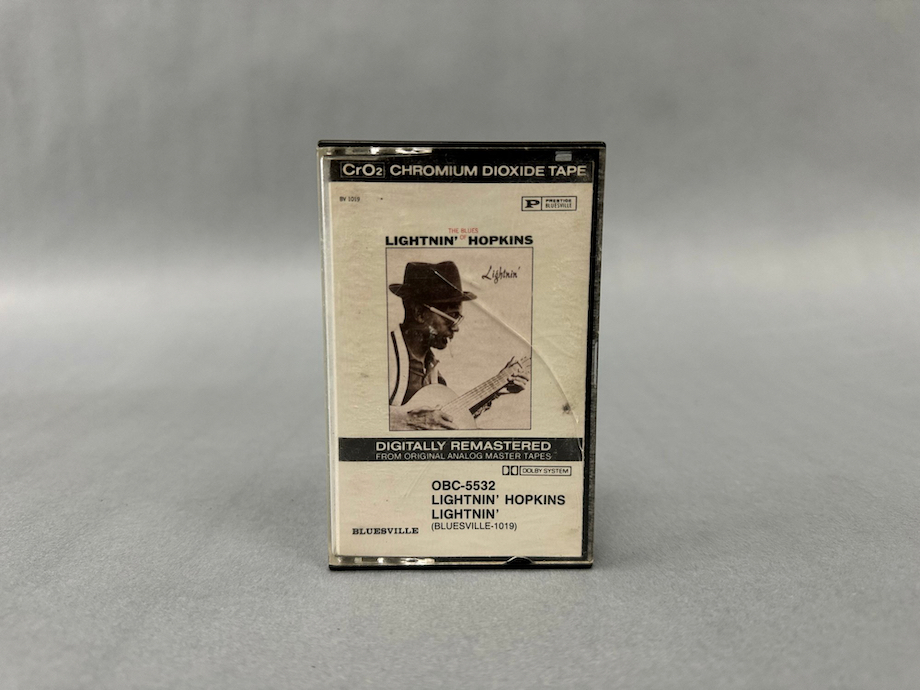 CrO2 CHROMIUM DIOXIDE TAPE
BV 1019
P PRESTIGE
BLUESVILLE
THE BLUES
LIGHTNIN' OF HOPKINS
Lightnin'
DIGITALLY REMASTERED
FROM ORIGINAL ANALOG MASTER TAPES
DOLBY SYSTEM
OBC-5532
LIGHTNIN' HOPKINS
LIGHTNIN'
BLUESVILLE (BLUESVILLE-1019)